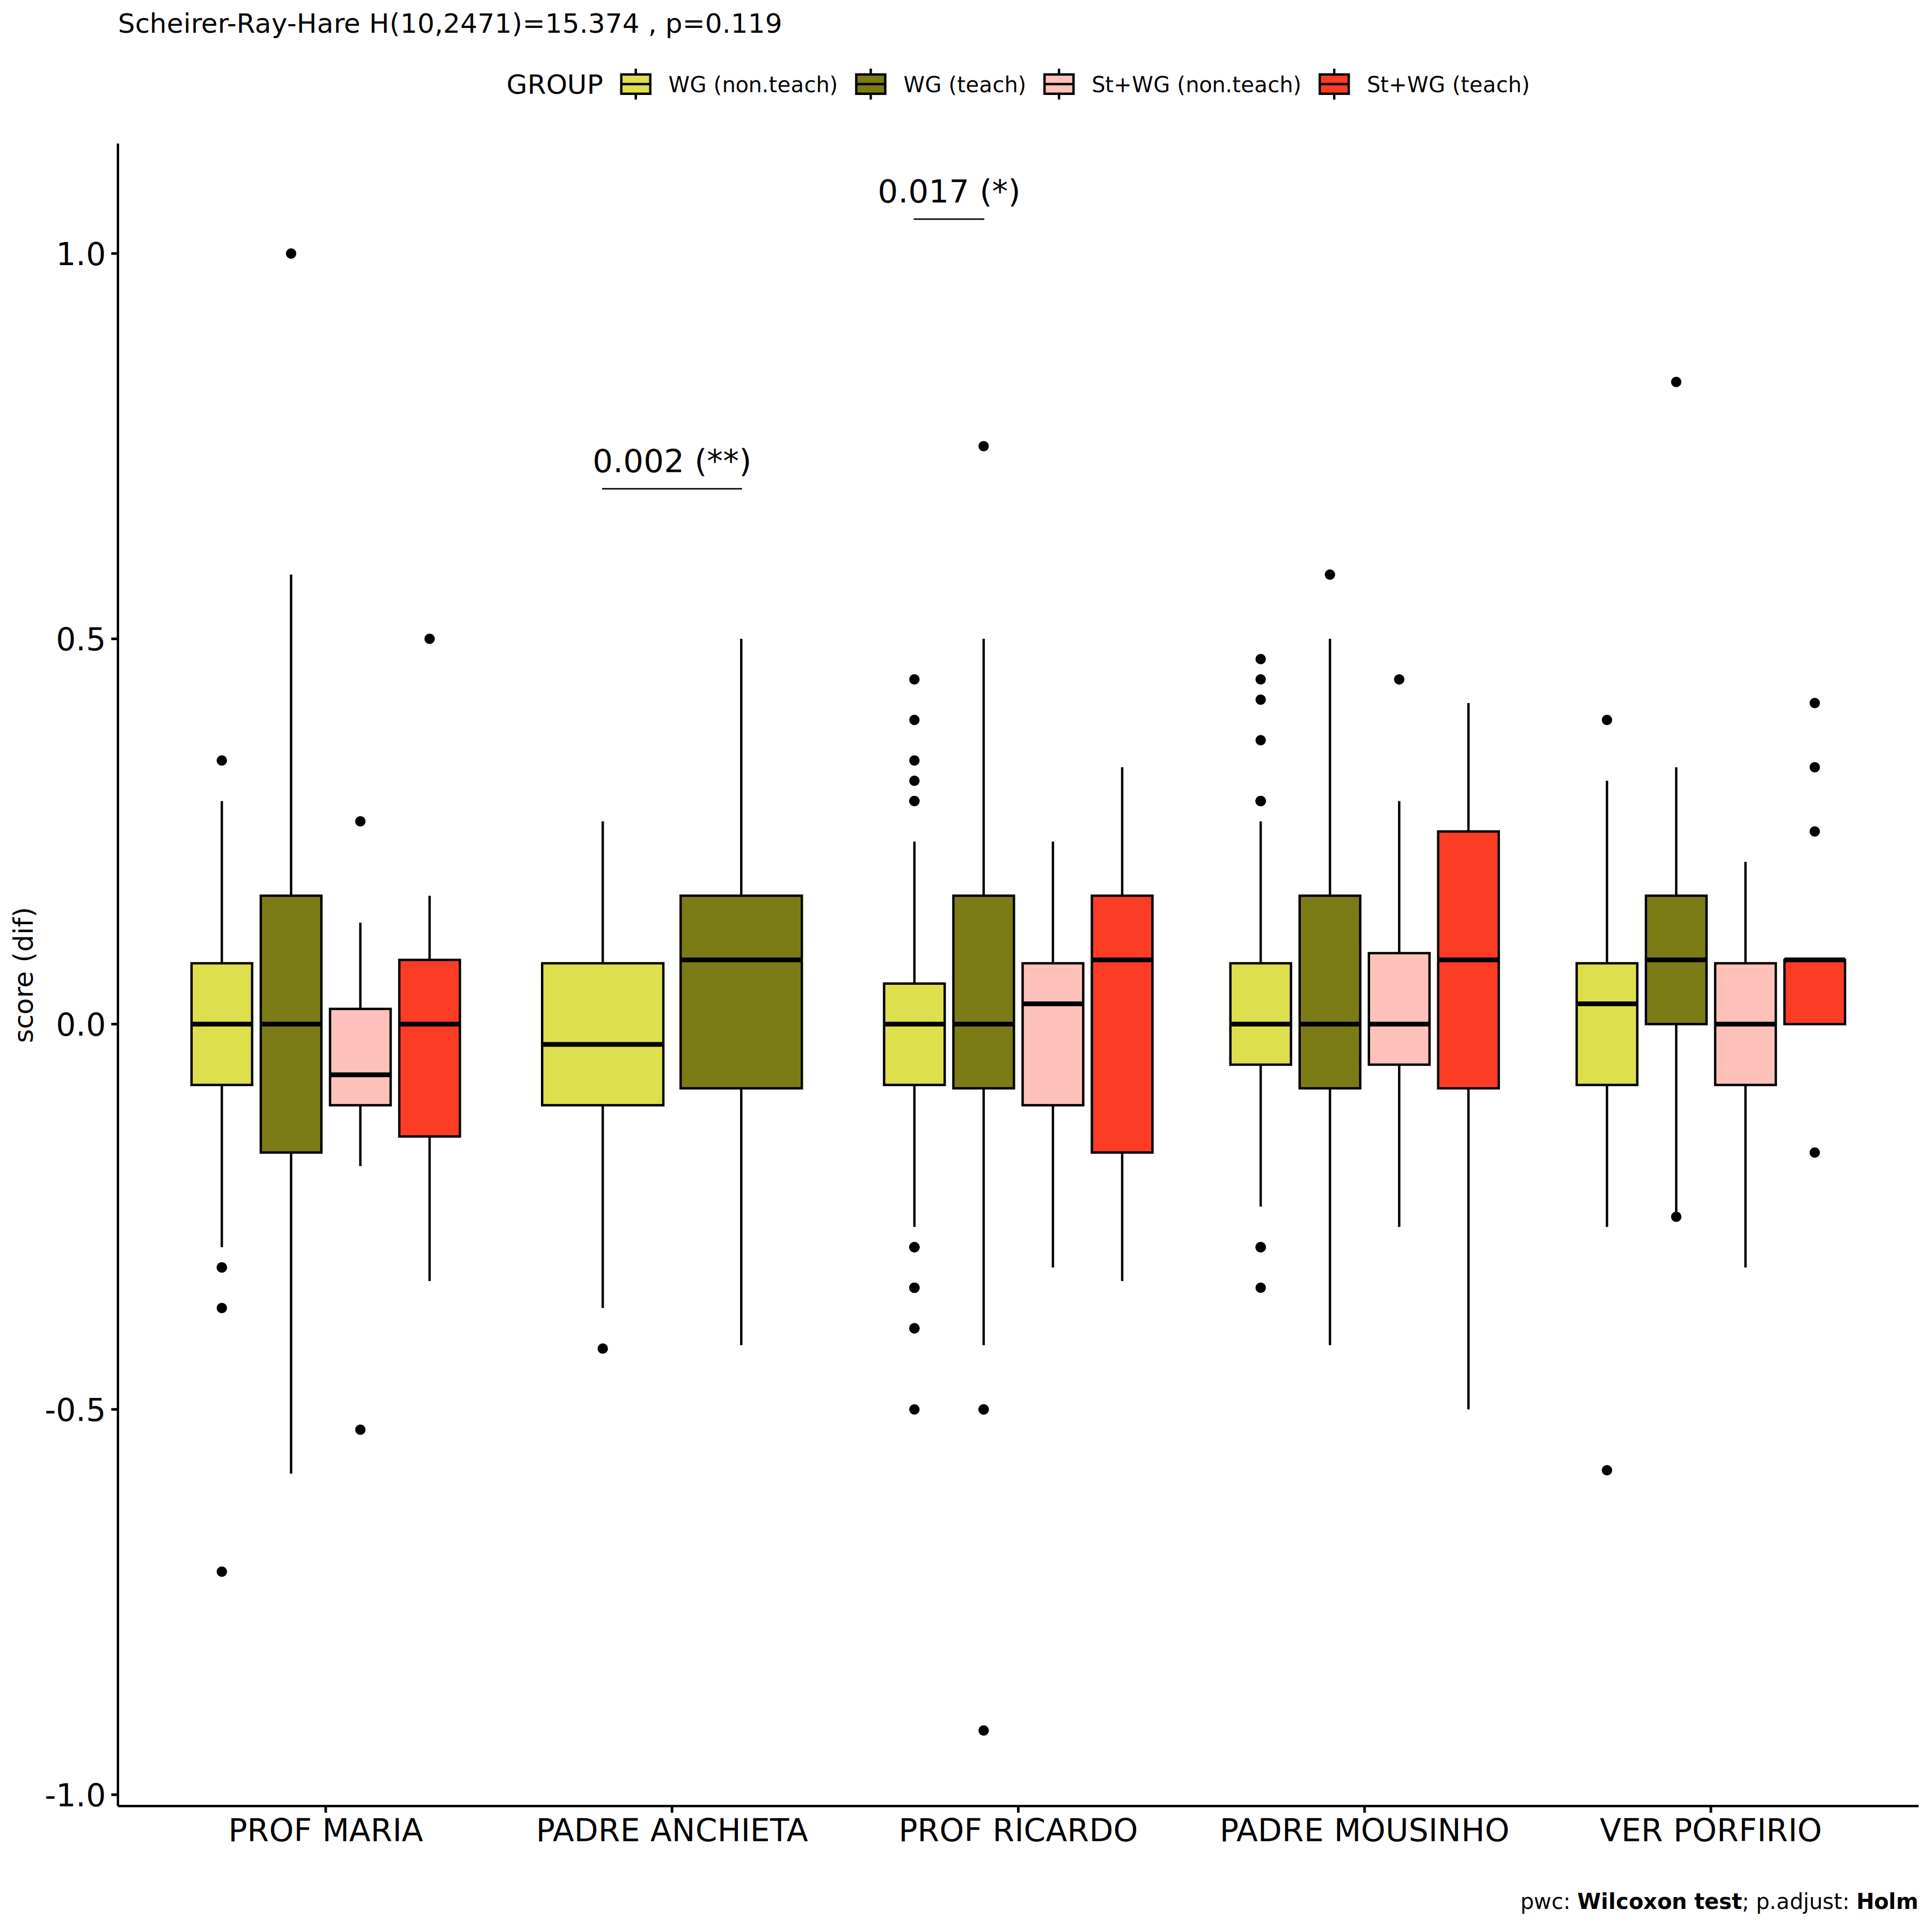 Scheirer-Ray-Hare H(10,2471)=15.374 , p=0.119
GROUP WG (non.teach) WG (teach) St+WG (non.teach) St+WG (teach)
0.017 (*)
1.0
0.002 (**)
0.5
score (dif)
0.0
-0.5
-1.0
PROF MARIA PADRE ANCHIETA PROF RICARDO PADRE MOUSINHO VER PORFIRIO
pwc: Wilcoxon test; p.adjust: Holm